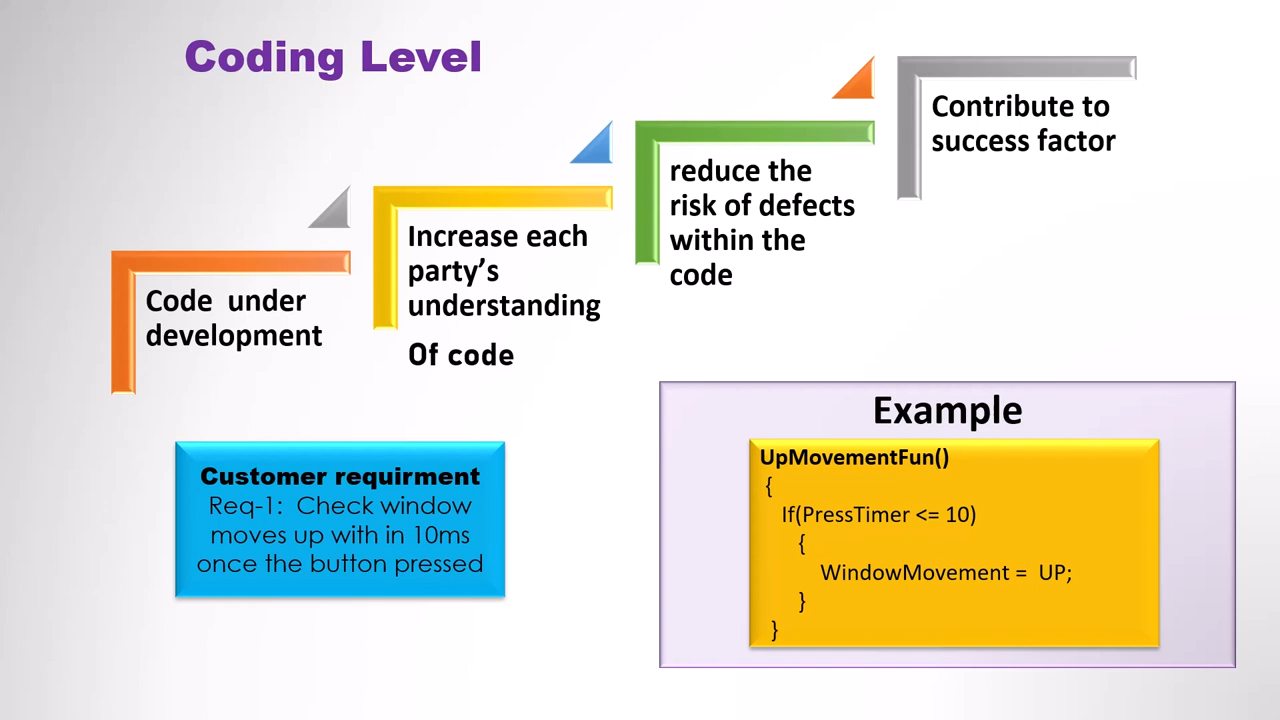 Coding Level
Code under
development
Increase each
party's
understanding
Of code
reduce the
risk of defects
within the
code
Contribute to
success factor
Customer requirment
Req-1: Check window
moves up with in 10ms
once the button pressed
Example
UpMovementFun()
{
If(PressTimer <= 10)
{
WindowMovement = UP;
}
}